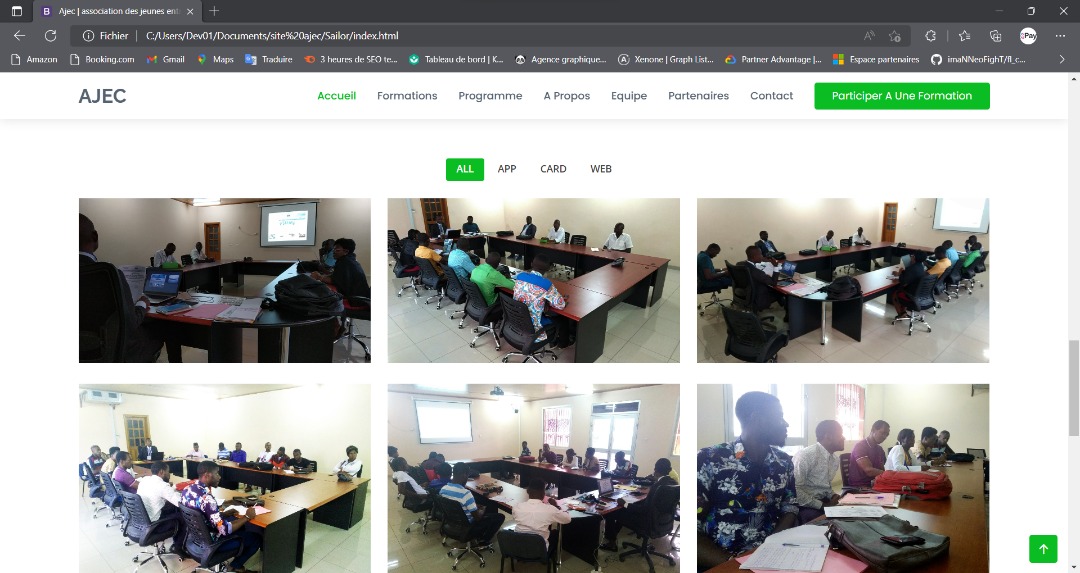 Ajec | association des jeunes ent
Fichier C:/Users/Dev01/Documents/site%20ajec/Sailor/index.html
Amazon Booking.com Gmail Maps Traduire 3 heures de SEO te... Tableau de bord | K... Agence graphique... Xenone | Graph List... Partner Advantage |... Espace partenaires imaNNeoFighT/fl_c...
AJEC Accueil Formations Programme A Propos Equipe Partenaires Contact Participer A Une Formation
ALL APP CARD WEB